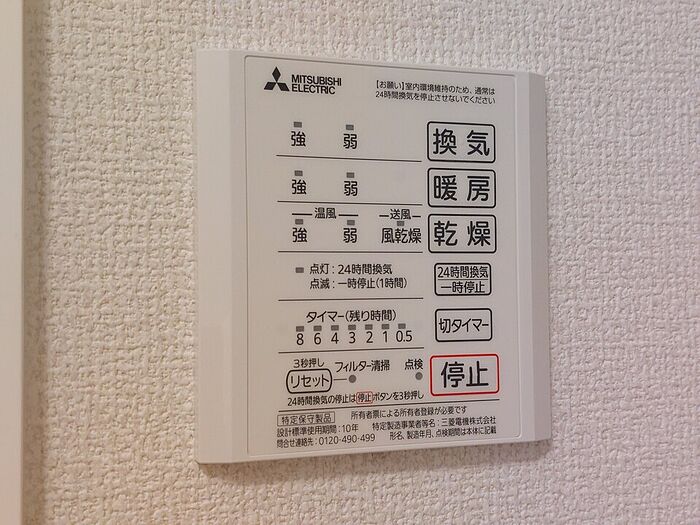 MITSUBISHI
ELECTRIC
【お願い】室内環境維持のため、通常は
24時間換気を停止させないでください
強 弱 換気
強 弱 暖房
温風 送風
強 弱 風乾燥 乾燥
点灯：24時間換気
点滅：一時停止(1時間)
24時間換気
一時停止
タイマー(残り時間)
8 6 4 3 2 1 0.5
切タイマー
3秒押し
リセット フィルター清掃 点検
停止
24時間換気の停止は停止ボタンを3秒押し
特定保守製品 所有者票による所有者登録が必要です
設計標準使用期間：10年 特定製造事業者等名：三菱電機株式会社
問合せ連絡先：0120-490-499 形名、製造年月、点検期間は本体に記載